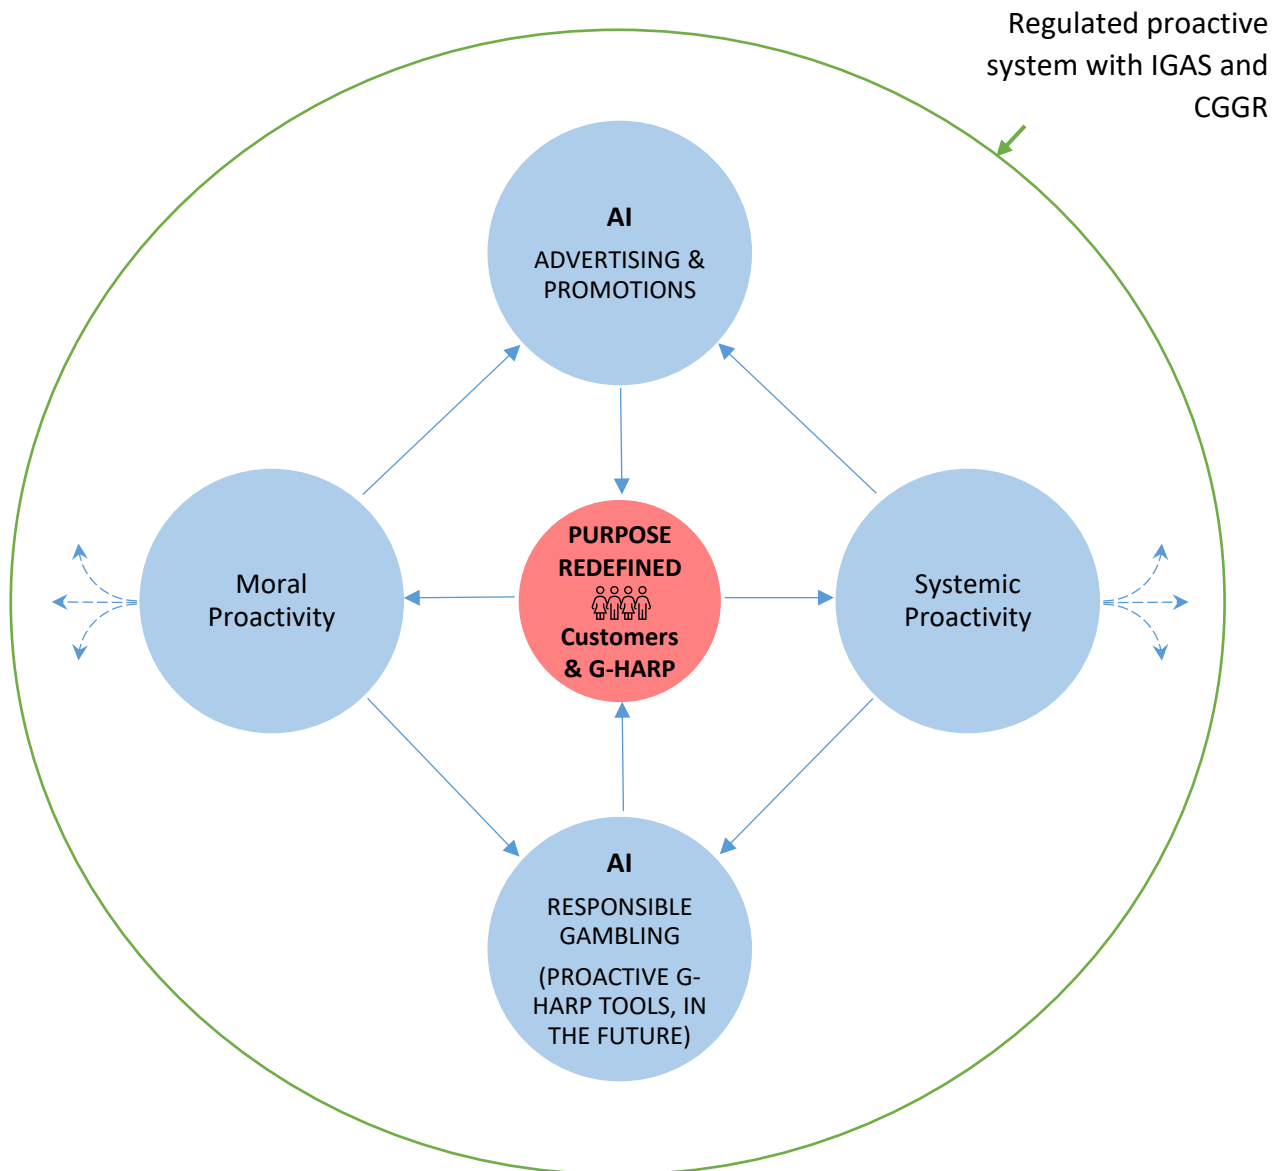 Regulated proactive
system with IGAS and
CGGR
AI
ADVERTISING &
PROMOTIONS
Moral
Proactivity
PURPOSE
REDEFINED
Customers
& G-HARP
Systemic
Proactivity
AI
RESPONSIBLE
GAMBLING
(PROACTIVE G-
HARP TOOLS, IN
THE FUTURE)